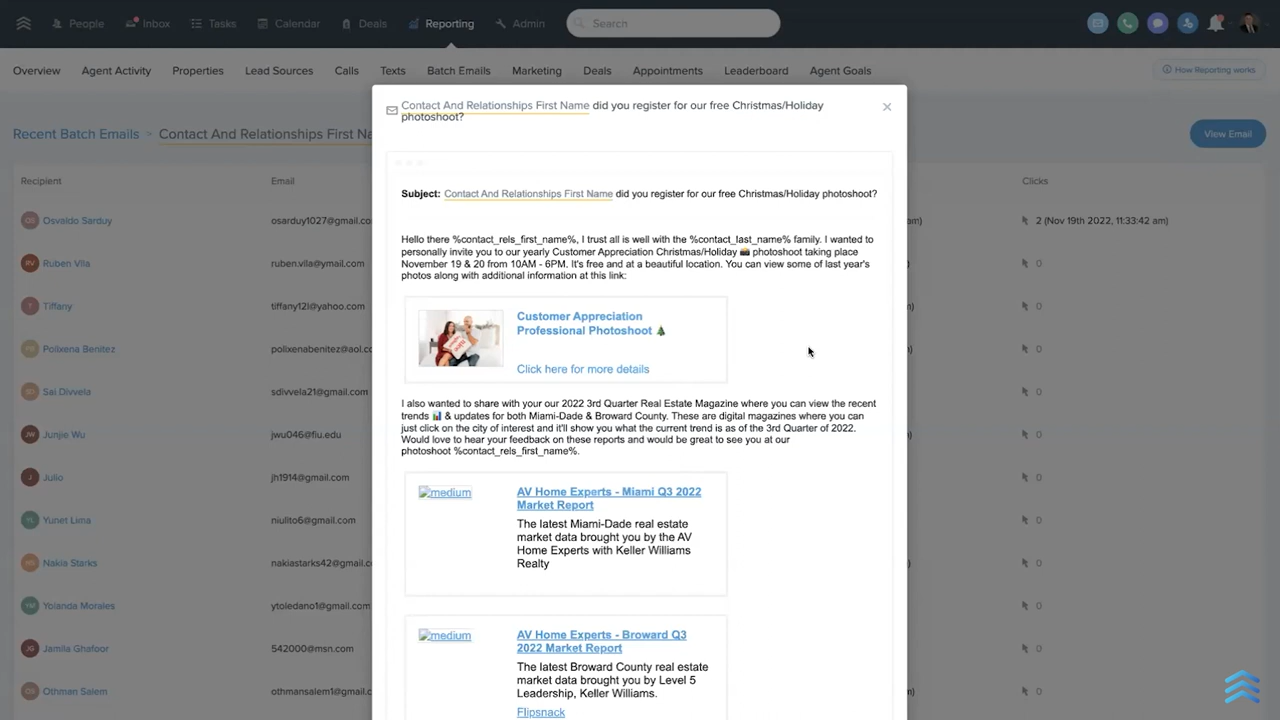 People
Inbox
Tasks
Calendar
Deals
Reporting
Admin
Search
Overview
Agent Activity
Properties
Lead Sources
Calls
Texts
Batch Emails
Marketing
Deals
Appointments
Leaderboard
Agent Goals
How Reporting works
Contact And Relationships First Name did you register for our free Christmas/Holiday
photoshoot?
Recent Batch Emails > Contact And Relationships First Na
View Email
Recipient
Email
Clicks
Subject: Contact And Relationships First Name did you register for our free Christmas/Holiday photoshoot?
OS Osvaldo Sarduy
osarduy1027@gmail.com
am)
2 (Nov 19th 2022, 11:33:42 am)
Hello there %contact_rels_first_name%, I trust all is well with the %contact_last_name% family. I wanted to
personally invite you to our yearly Customer Appreciation Christmas/Holiday 📸 photoshoot taking place
November 19 & 20 from 10AM - 6PM. It's free and at a beautiful location. You can view some of last year's
photos along with additional information at this link:
RV Ruben Vila
ruben.vila@ymail.com
0
T Tiffany
tiffany12l@yahoo.com
0
Customer Appreciation
Professional Photoshoot 🌲
Click here for more details
PB Polixena Benitez
polixenabenitez@aol.co
0
SD Sai Divvela
sdivvela21@gmail.com
0
I also wanted to share with your our 2022 3rd Quarter Real Estate Magazine where you can view the recent
trends 📊 & updates for both Miami-Dade & Broward County. These are digital magazines where you can
just click on the city of interest and it'll show you what the current trend is as of the 3rd Quarter of 2022.
Would love to hear your feedback on these reports and would be great to see you at our
photoshoot %contact_rels_first_name%.
JW Junjie Wu
jwu046@fiu.edu
0
J Julio
jh1914@gmail.com
0
medium
AV Home Experts - Miami Q3 2022
Market Report
The latest Miami-Dade real estate
market data brought you by the AV
Home Experts with Keller Williams
Realty
YL Yunet Lima
niulito6@gmail.com
0
NS Nakia Starks
nakiastarks42@gmail.c
0
Yolanda Morales
ytoledano1@gmail.com
0
medium
AV Home Experts - Broward Q3
2022 Market Report
The latest Broward County real estate
market data brought you by Level 5
Leadership, Keller Williams.
Flipsnack
JG Jamila Ghafoor
542000@msn.com
0
OS Othman Salem
othmansalem1@gmail.c
am)
0